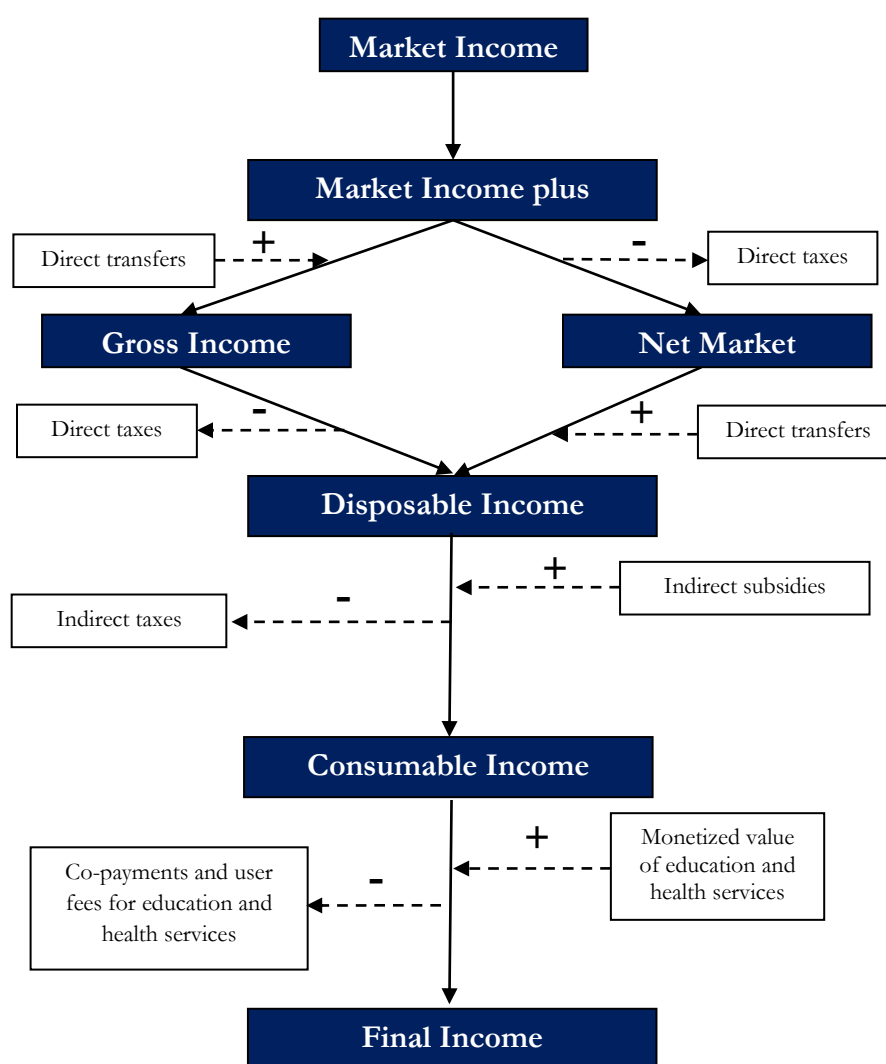 Market Income
Market Income plus
+
-
Direct transfers
Direct taxes
Gross Income
Net Market
-
+
Direct taxes
Direct transfers
Disposable Income
+
Indirect subsidies
-
Indirect taxes
Consumable Income
+
Monetized value
of education and
health services
Co-payments and user
fees for education and
health services
-
Final Income